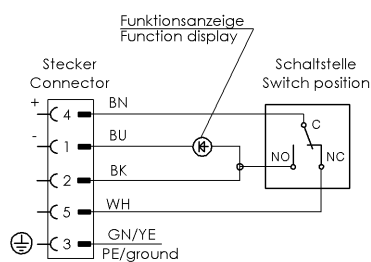 Funktionsanzeige
Function display
Stecker
Connector
Schaltstelle
Switch position
+
BN
4
C
-
BU
1
NO
NC
BK
2
WH
5
GN/YE
3
PE/ground